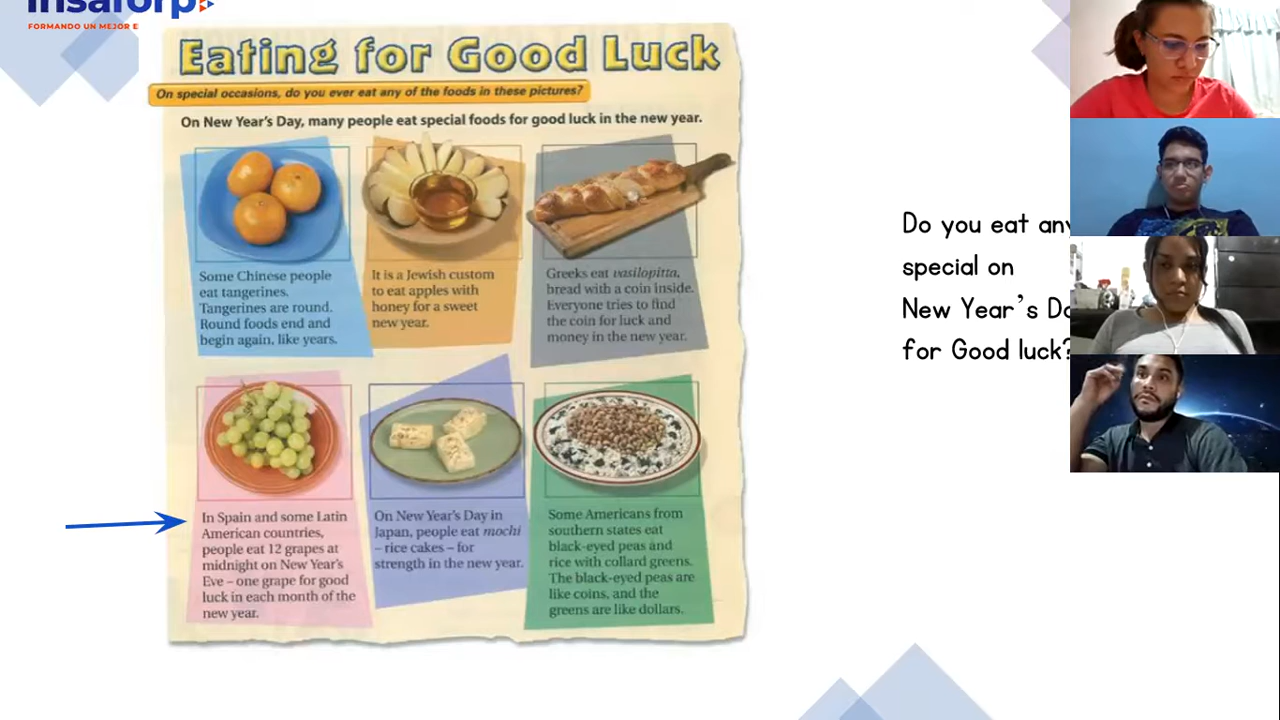 FORMANDO UN MEJOR E
Eating for Good Luck
On special occasions, do you ever eat any of the foods in these pictures?
On New Year's Day, many people eat special foods for good luck in the new year.
Some Chinese people
eat tangerines.
Tangerines are round.
Round foods end and
begin again, like years.
It is a Jewish custom
to eat apples with
honey for a sweet
new year.
Greeks eat vasilopitta,
bread with a coin inside.
Everyone tries to find
the coin for luck and
money in the new year.
In Spain and some Latin
American countries,
people eat 12 grapes at
midnight on New Year's
Eve – one grape for good
luck in each month of the
new year.
On New Year's Day in
Japan, people eat mochi
– rice cakes – for
strength in the new year.
Some Americans from
southern states eat
black-eyed peas and
rice with collard greens.
The black-eyed peas are
like coins, and the
greens are like dollars.
Do you eat any
special on
New Year's
for Good luck?